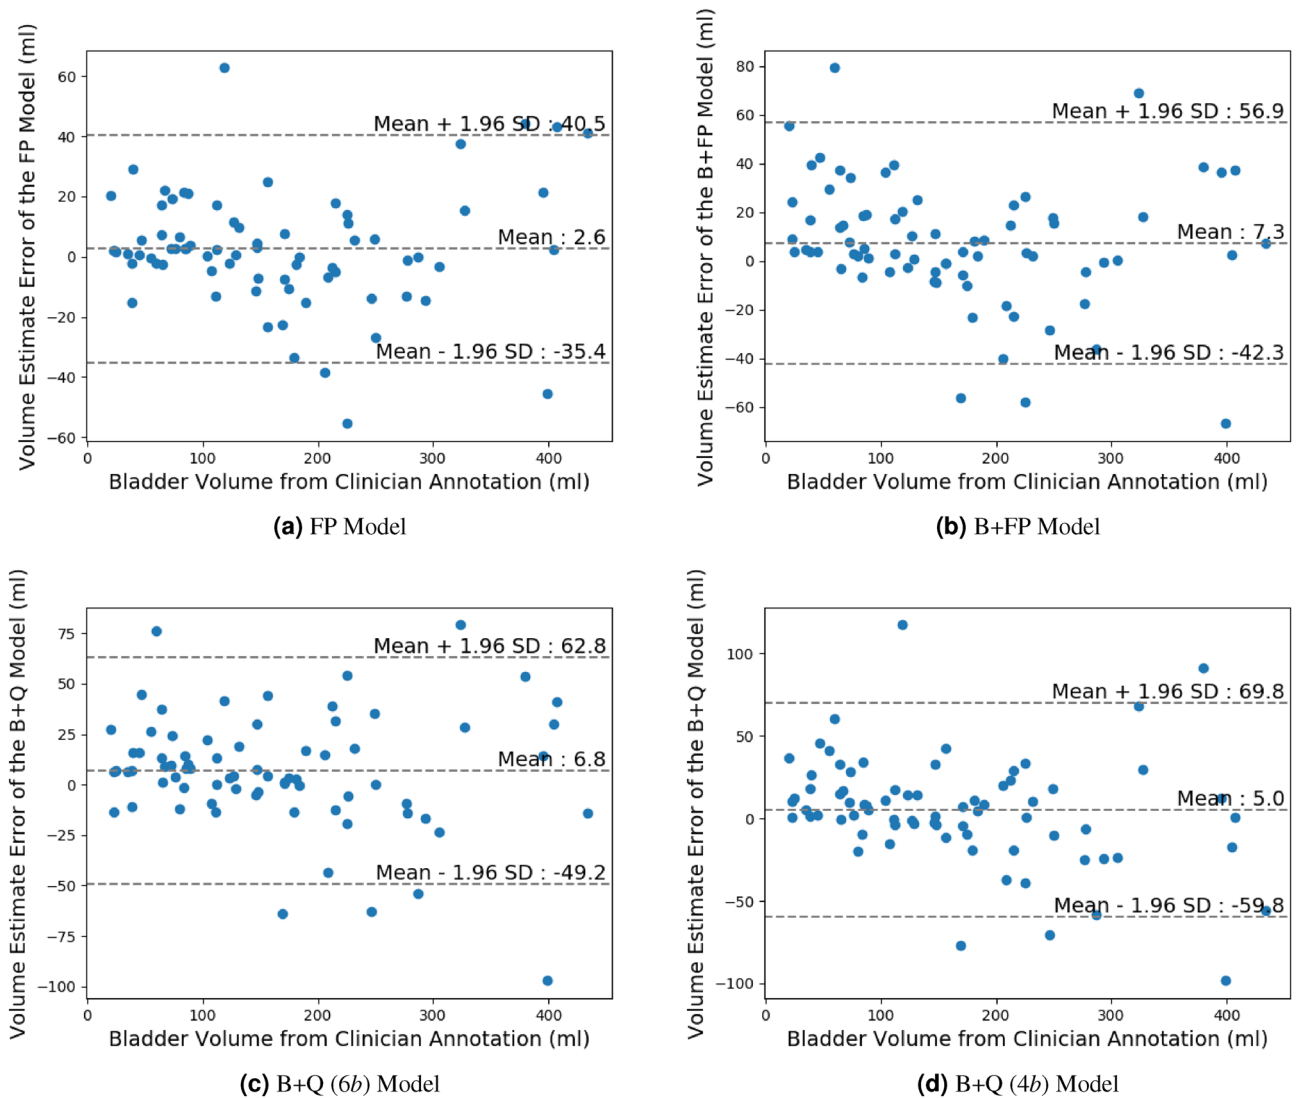 Volume Estimate Error of the FP Model (ml)
60
40
20
0
−20
−40
−60
Mean + 1.96 SD : 40.5
Mean : 2.6
Mean - 1.96 SD : -35.4
0 100 200 300 400
Bladder Volume from Clinician Annotation (ml)
(a) FP Model
Volume Estimate Error of the B+FP Model (ml)
80
60
40
20
0
−20
−40
−60
Mean + 1.96 SD : 56.9
Mean : 7.3
Mean - 1.96 SD : -42.3
0 100 200 300 400
Bladder Volume from Clinician Annotation (ml)
(b) B+FP Model
Volume Estimate Error of the B+Q Model (ml)
75
50
25
0
−25
−50
−75
−100
Mean + 1.96 SD : 62.8
Mean : 6.8
Mean - 1.96 SD : -49.2
0 100 200 300 400
Bladder Volume from Clinician Annotation (ml)
(c) B+Q (6b) Model
Volume Estimate Error of the B+Q Model (ml)
100
50
0
−50
−100
Mean + 1.96 SD : 69.8
Mean : 5.0
Mean - 1.96 SD : -59.8
0 100 200 300 400
Bladder Volume from Clinician Annotation (ml)
(d) B+Q (4b) Model